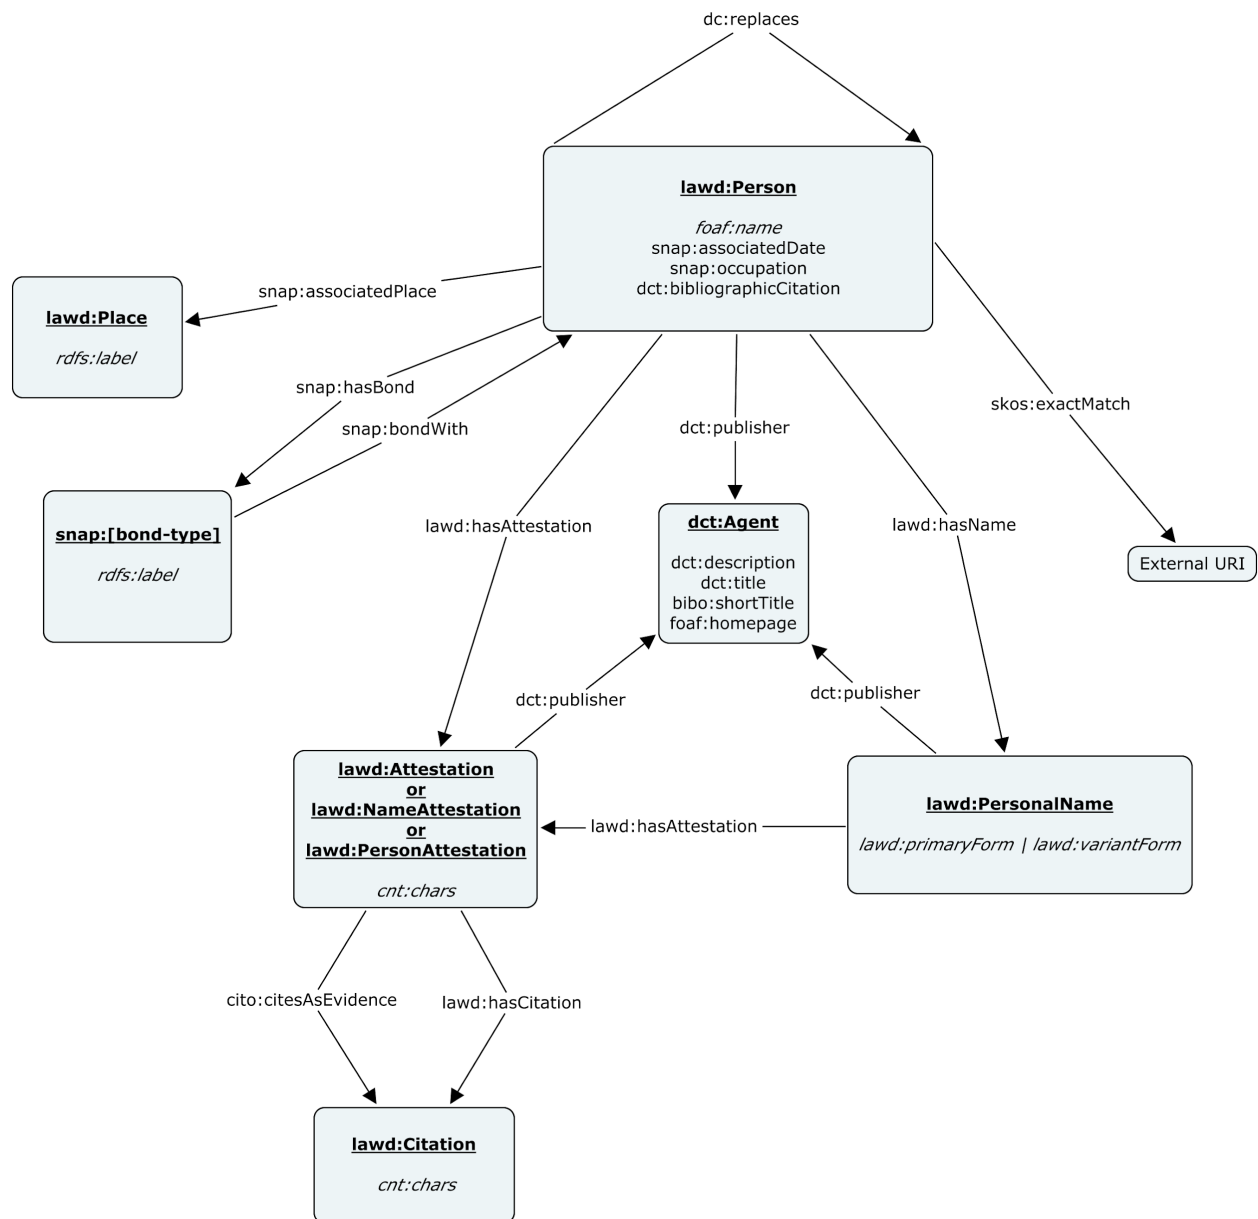 dc:replaces
lawd:Person
foaf:name
snap:associatedDate
snap:occupation
dct:bibliographicCitation
snap:associatedPlace
lawd:Place
rdfs:label
snap:hasBond
snap:bondWith
skos:exactMatch
dct:publisher
snap:[bond-type]
rdfs:label
lawd:hasAttestation
dct:Agent
dct:description
dct:title
bibo:shortTitle
foaf:homepage
lawd:hasName
External URI
dct:publisher
dct:publisher
lawd:Attestation
or
lawd:NameAttestation
or
lawd:PersonAttestation
cnt:chars
lawd:hasAttestation
lawd:PersonalName
lawd:primaryForm | lawd:variantForm
cito:citesAsEvidence
lawd:hasCitation
lawd:Citation
cnt:chars